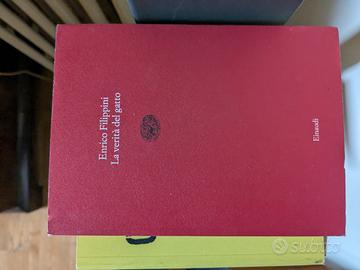 Enrico Filippini
La verità del gatto
Einaudi
subito